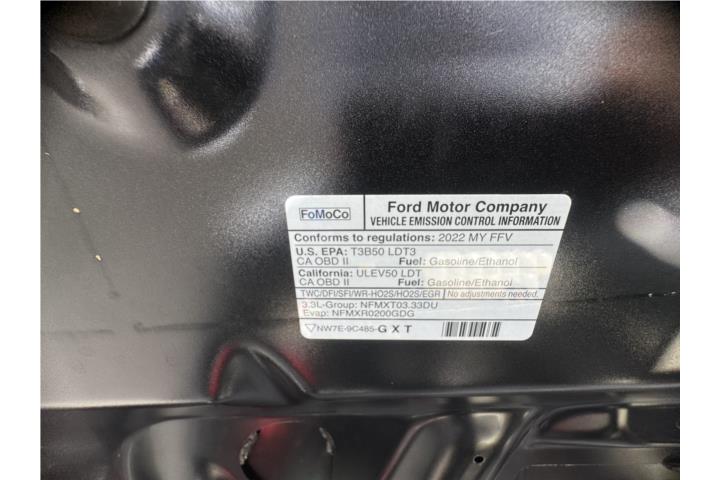 FoMoCo
Ford Motor Company
VEHICLE EMISSION CONTROL INFORMATION
Conforms to regulations: 2022 MY FFV
U.S. EPA: T3B50 LDT3
CA OBD II Fuel: Gasoline/Ethanol
California: ULEV50 LDT
CA OBD II Fuel: Gasoline/Ethanol
TWC/DFI/SFI/WR-HO2S/HO2S/EGR No adjustments needed.
3.3L-Group: NFMXT03.33DU
Evap: NFMXR0200GDG
NW7E-9C485-G X T